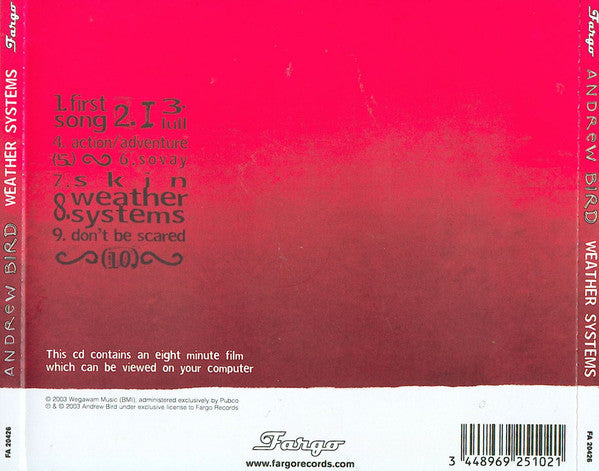 Fargo
ANDREW BIRD WEATHER SYSTEMS
FA 20426
1. first song 2. I 3. lull
4. action/adventure
(5.) 6. sovay
7. skin
8. weather systems
9. don't be scared
(10.)
This cd contains an eight minute film
which can be viewed on your computer
© 2003 Wegawam Music (BMI), administered exclusively by Pubco
℗ & © 2003 Andrew Bird under exclusive license to Fargo Records
Fargo
www.fargorecords.com
3 448969 251021
Fargo
ANDREW BIRD WEATHER SYSTEMS
FA 20426